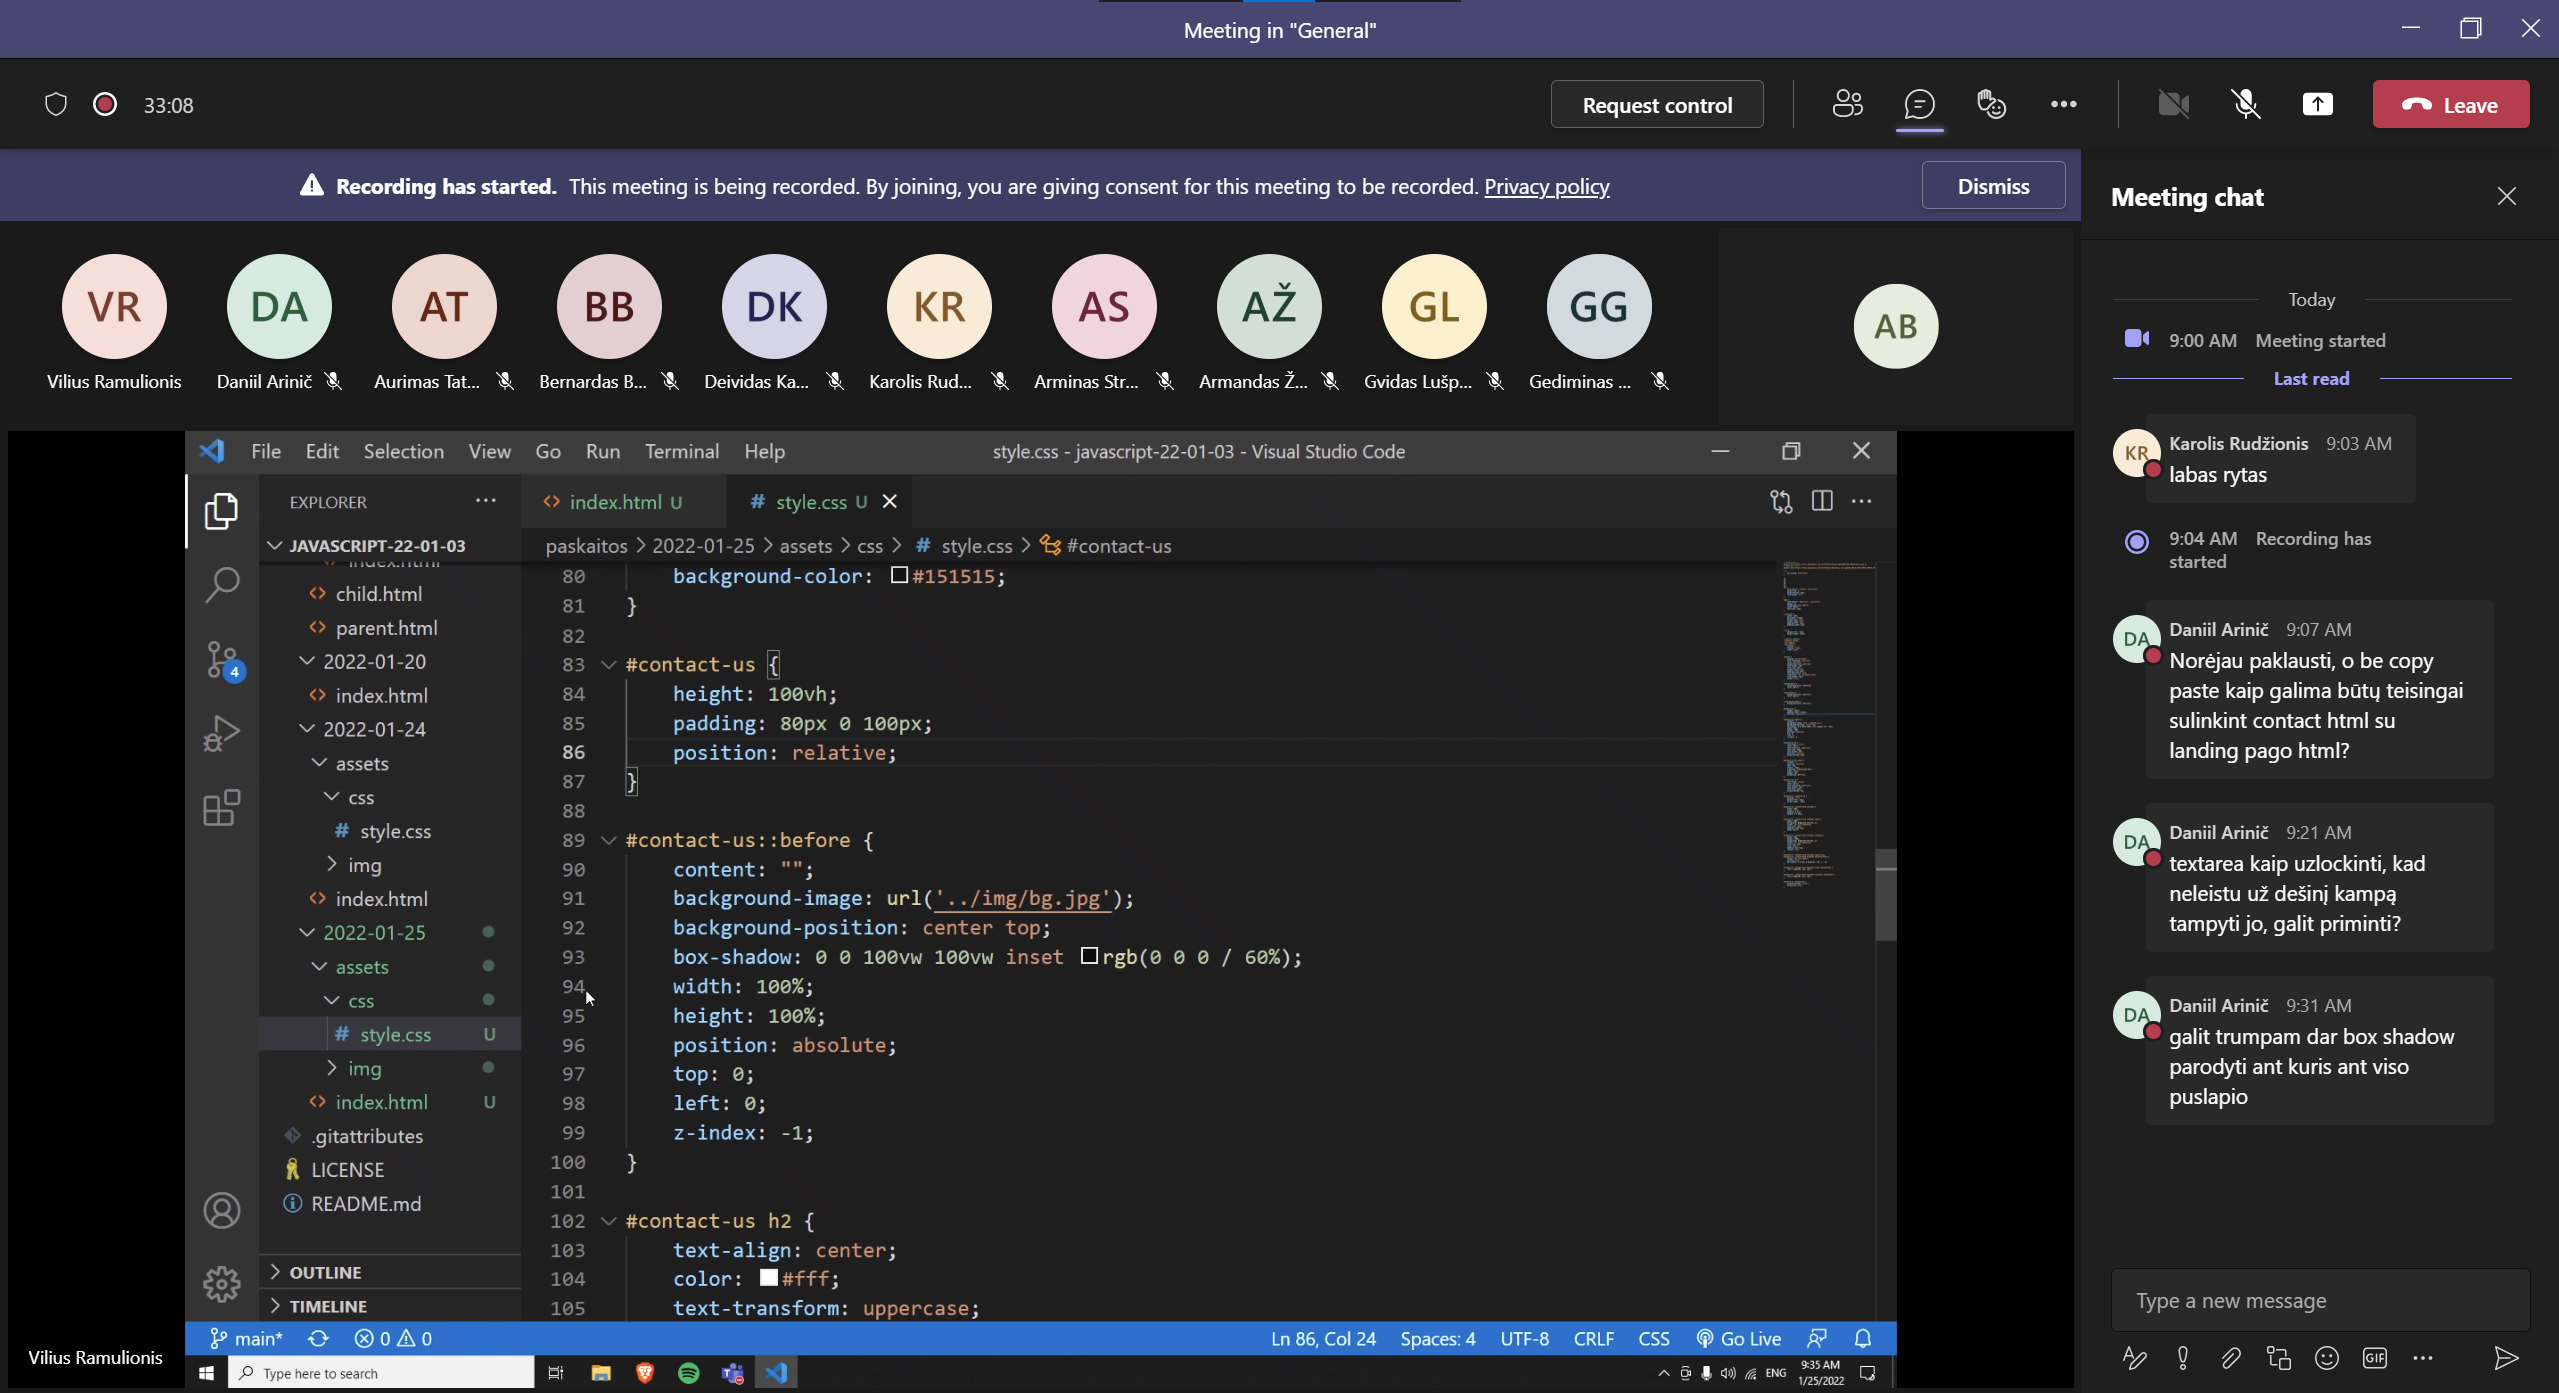 Meeting in "General"
33:08
Request control
Leave
Recording has started. This meeting is being recorded. By joining, you are giving consent for this meeting to be recorded. Privacy policy
Dismiss
VR
DA
AT
BB
DK
KR
AS
AŽ
GL
GG
AB
Vilius Ramulionis
Daniil Arinič
Aurimas Tat...
Bernardas B...
Deividas Ka...
Karolis Rud...
Arminas Str...
Armandas Ž...
Gvidas Lušp...
Gediminas ...
File Edit Selection View Go Run Terminal Help
style.css - javascript-22-01-03 - Visual Studio Code
EXPLORER
JAVASCRIPT-22-01-03
index.html
child.html
parent.html
2022-01-20
index.html
2022-01-24
assets
css
# style.css
img
index.html
2022-01-25
assets
css
# style.css U
img
index.html U
.gitattributes
LICENSE
README.md
OUTLINE
TIMELINE
4
index.html U
# style.css U
paskaitos > 2022-01-25 > assets > css > # style.css > #contact-us
80 background-color: #151515;
81 }
82
83 #contact-us {
84 height: 100vh;
85 padding: 80px 0 100px;
86 position: relative;
87 }
88
89 #contact-us::before {
90 content: "";
91 background-image: url('../img/bg.jpg');
92 background-position: center top;
93 box-shadow: 0 0 100vw 100vw inset rgb(0 0 0 / 60%);
94 width: 100%;
95 height: 100%;
96 position: absolute;
97 top: 0;
98 left: 0;
99 z-index: -1;
100 }
101
102 #contact-us h2 {
103 text-align: center;
104 color: #fff;
105 text-transform: uppercase;
main* 0 0
Ln 86, Col 24 Spaces: 4 UTF-8 CRLF CSS Go Live
Vilius Ramulionis
Type here to search
ENG
9:35 AM
1/25/2022
Meeting chat
Today
9:00 AM Meeting started
Last read
KR
Karolis Rudžionis 9:03 AM
labas rytas
9:04 AM Recording has
started
DA
Daniil Arinič 9:07 AM
Norėjau paklausti, o be copy
paste kaip galima būtų teisingai
sulinkint contact html su
landing pago html?
DA
Daniil Arinič 9:21 AM
textarea kaip uzlockinti, kad
neleistu už dešinį kampą
tampyti jo, galit priminti?
DA
Daniil Arinič 9:31 AM
galit trumpam dar box shadow
parodyti ant kuris ant viso
puslapio
Type a new message
GIF